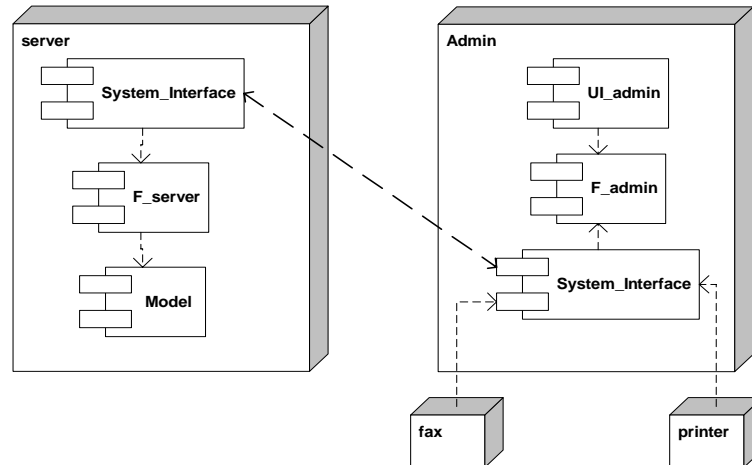 server
System_Interface
F_server
Model
Admin
UI_admin
F_admin
System_Interface
fax
printer